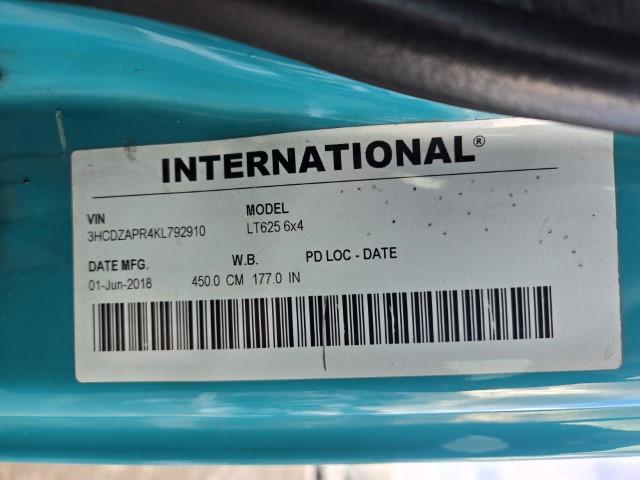 INTERNATIONAL®
VIN MODEL
3HCDZAPR4KL792910 LT625 6x4
DATE MFG. W.B. PD LOC - DATE
01-Jun-2018 450.0 CM 177.0 IN